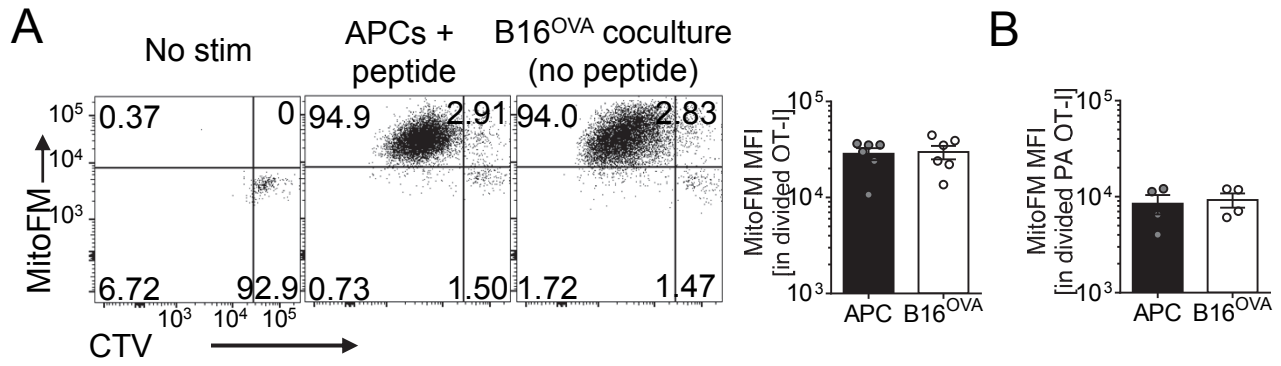 A
No stim
APCs +
peptide
B16OVA coculture
(no peptide)
B
MitoFM
10^5
10^4
10^3
0.37
0
6.72
92.9
94.9
2.91
0.73
1.50
94.0
2.83
1.72
1.47
10^3
10^4
10^5
CTV
MitoFM MFI
[in divided OT-I]
10^5
10^4
10^3
APC
B16OVA
MitoFM MFI
[in divided PA OT-I]
10^5
10^4
10^3
APC
B16OVA